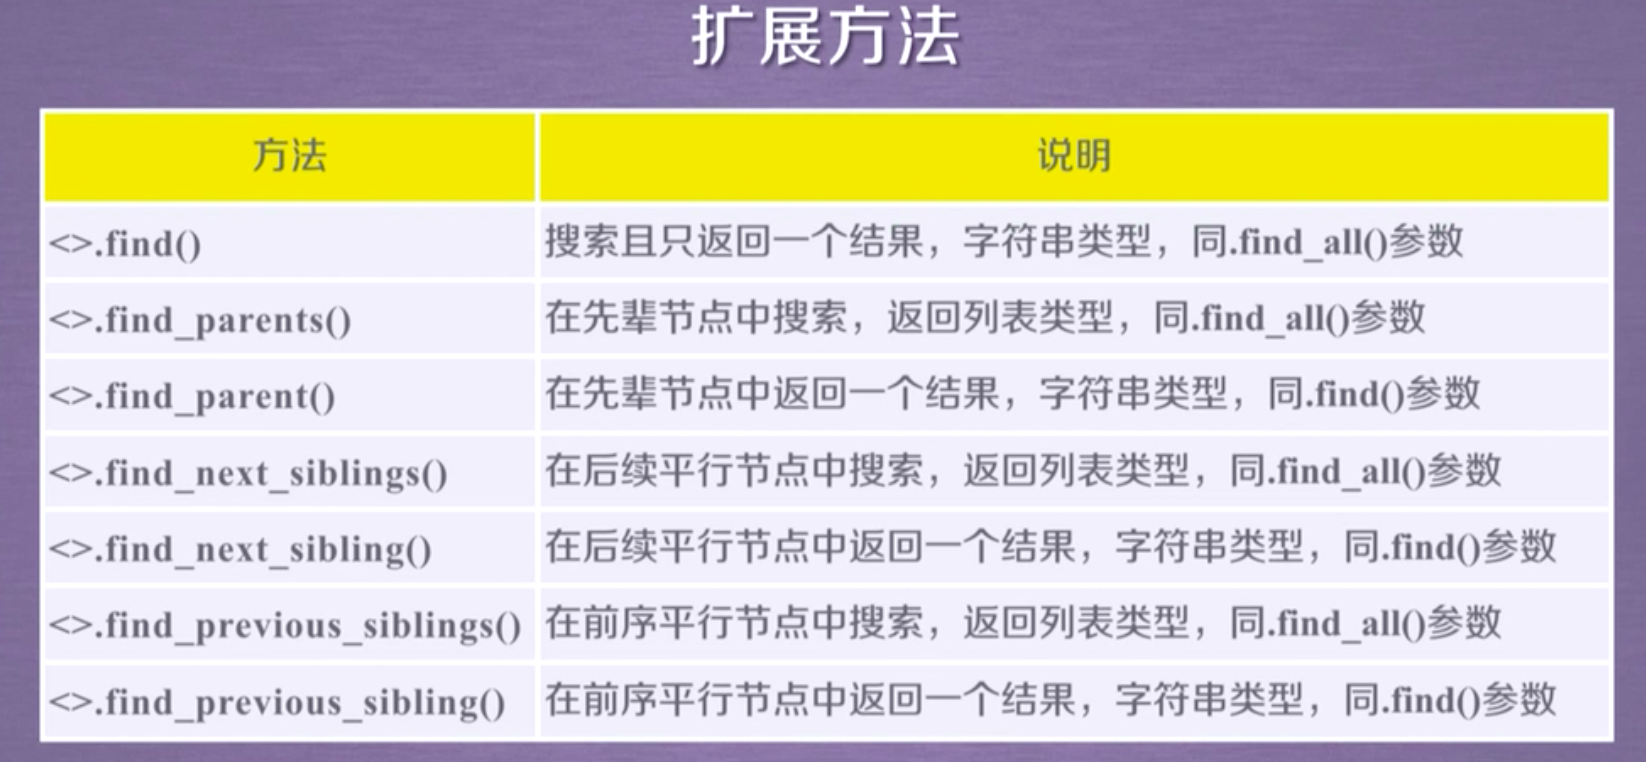 扩展方法
方法 说明
<>.find() 搜索且只返回一个结果，字符串类型，同.find_all()参数
<>.find_parents() 在先辈节点中搜索，返回列表类型，同.find_all()参数
<>.find_parent() 在先辈节点中返回一个结果，字符串类型，同.find()参数
<>.find_next_siblings() 在后续平行节点中搜索，返回列表类型，同.find_all()参数
<>.find_next_sibling() 在后续平行节点中返回一个结果，字符串类型，同.find()参数
<>.find_previous_siblings() 在前序平行节点中搜索，返回列表类型，同.find_all()参数
<>.find_previous_sibling() 在前序平行节点中返回一个结果，字符串类型，同.find()参数